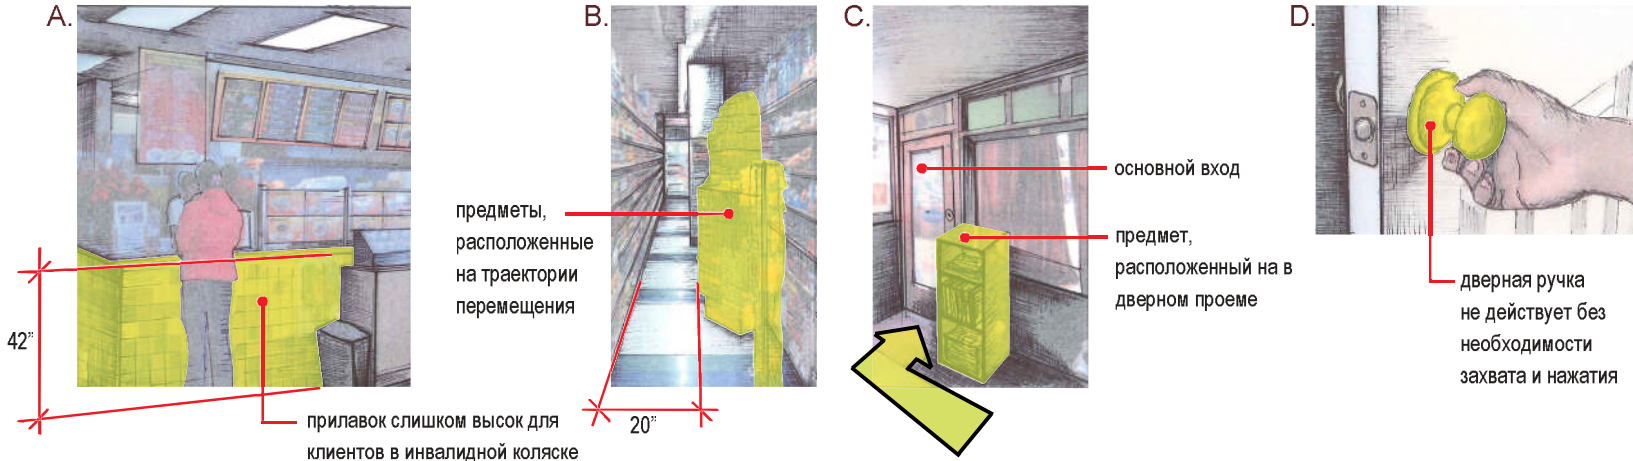 A.
42”
прилавок слишком высок для
клиентов в инвалидной коляске
B.
предметы,
расположенные
на траектории
перемещения
20”
C.
основной вход
предмет,
расположенный на в
дверном проеме
D.
дверная ручка
не действует без
необходимости
захвата и нажатия